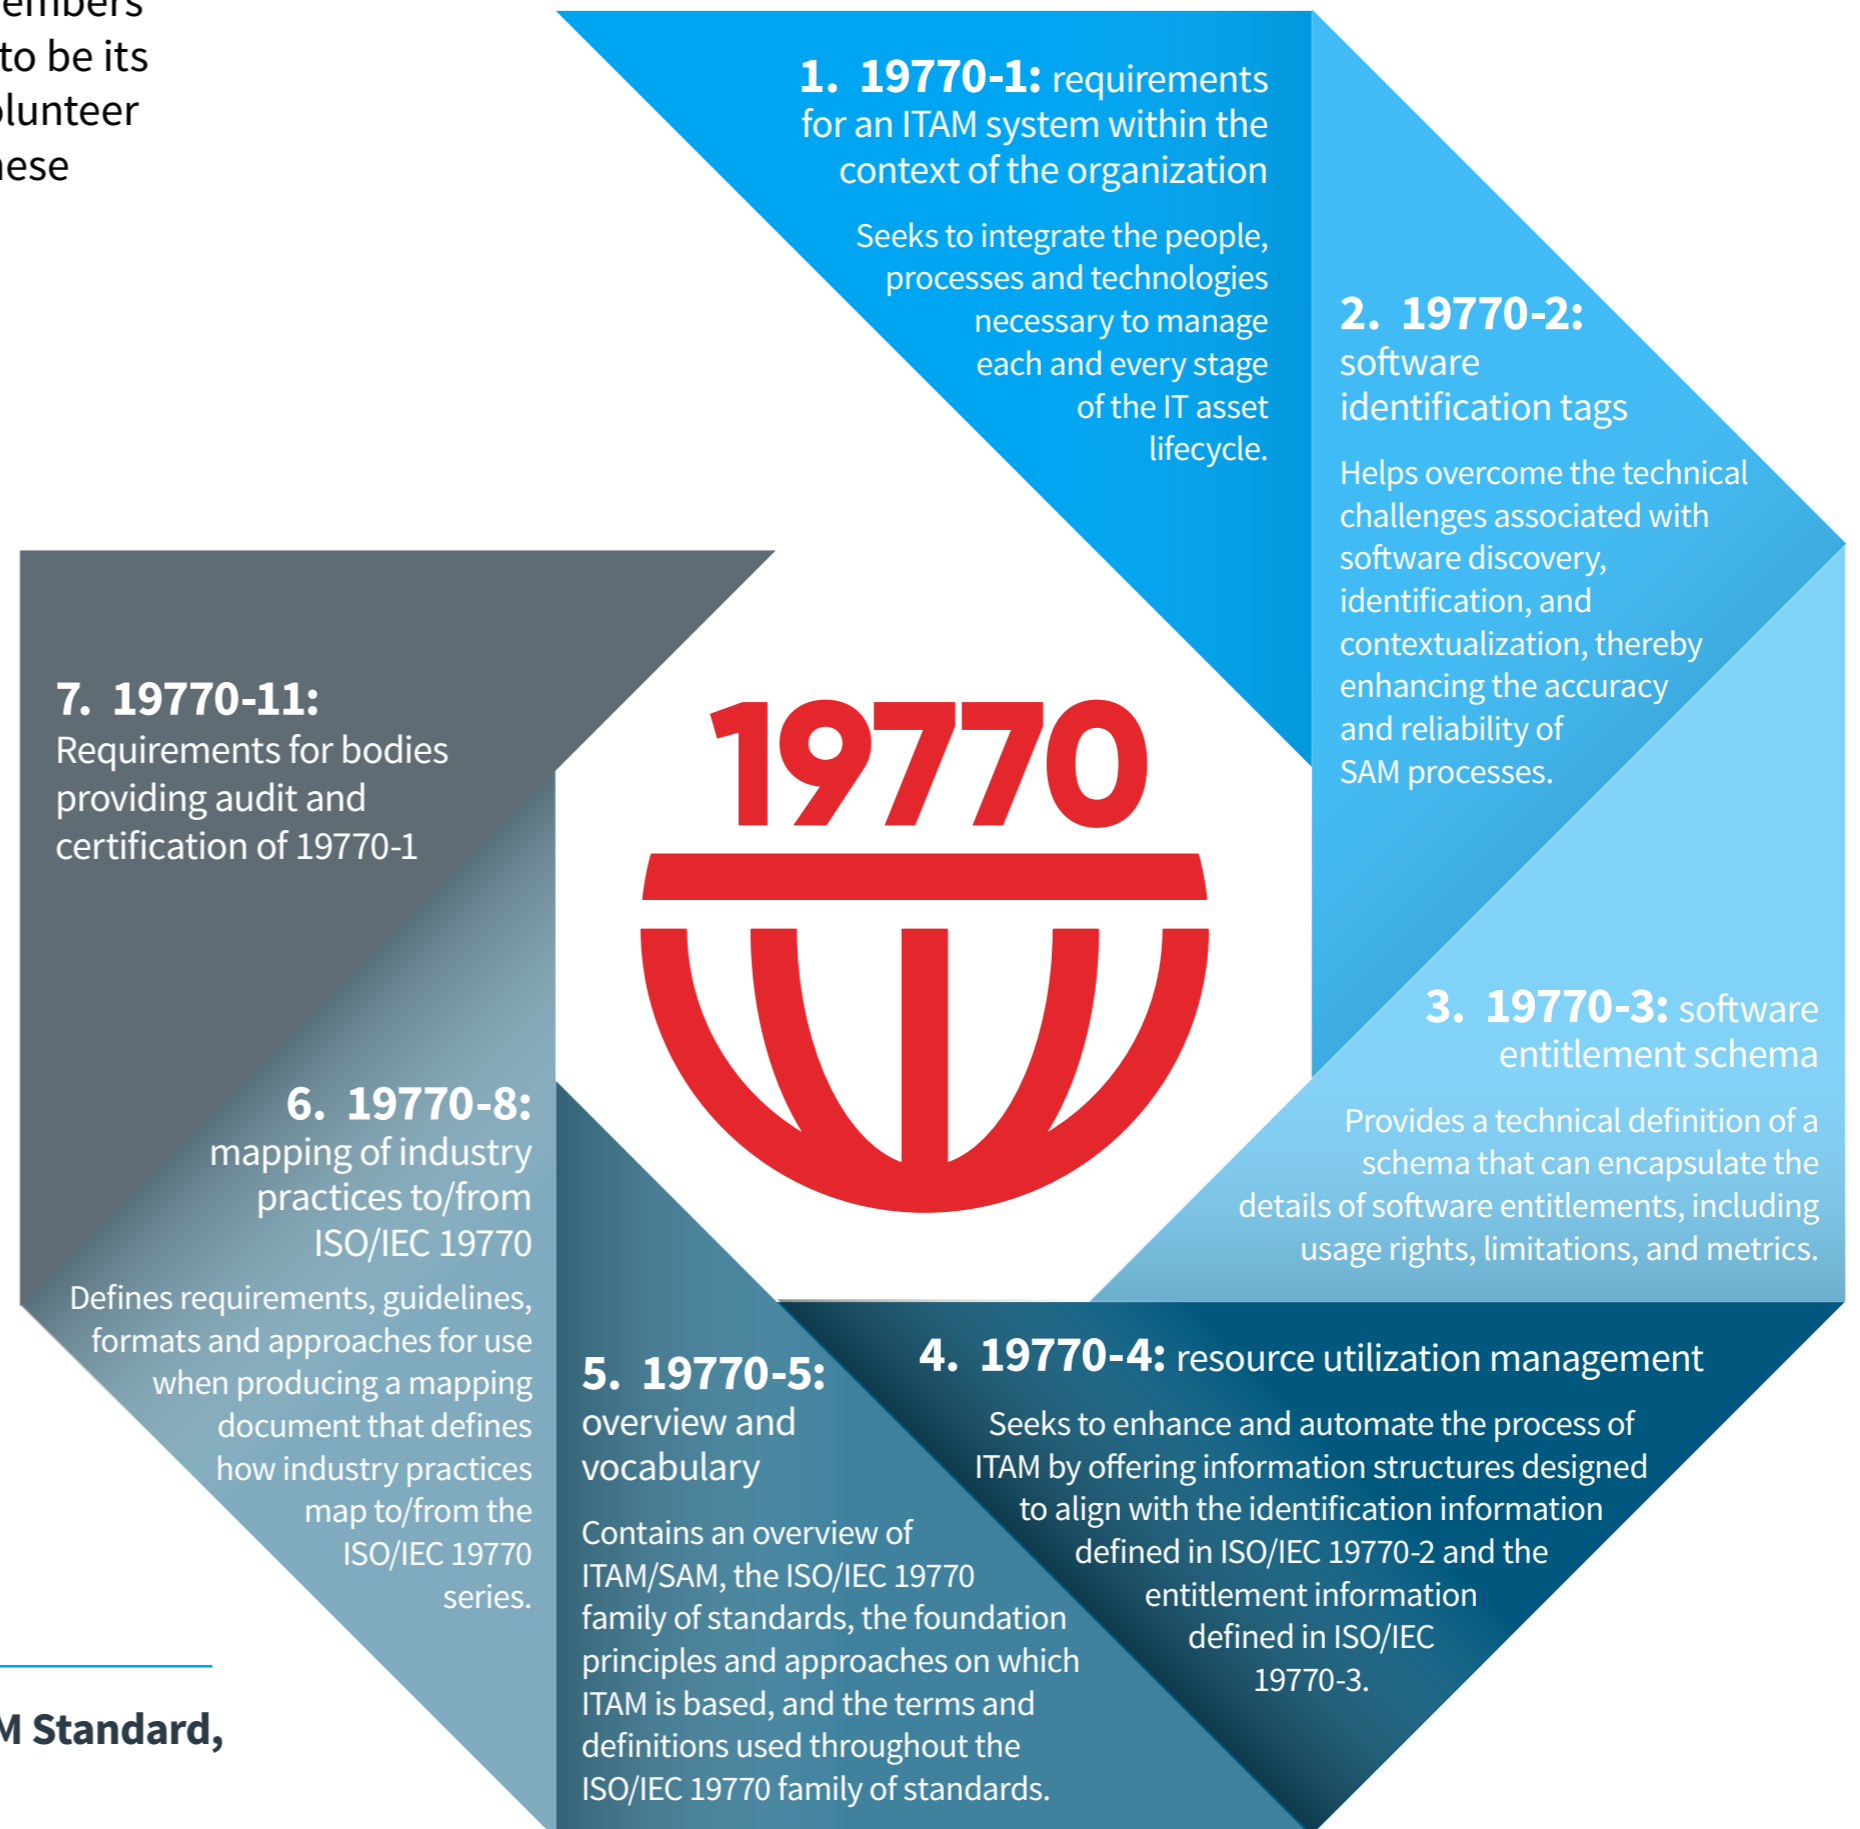 to be its
1. 19770-1: requirements
for an ITAM system within the
context of the organization
Seeks to integrate the people,
processes and technologies
necessary to manage
each and every stage
of the IT asset
lifecycle.
2. 19770-2:
software
identification tags
Helps overcome the technical
challenges associated with
software discovery,
identification, and
contextualization, thereby
enhancing the accuracy
and reliability of
SAM processes.
3. 19770-3: software
entitlement schema
Provides a technical definition of a
schema that can encapsulate the
details of software entitlements, including
usage rights, limitations, and metrics.
4. 19770-4: resource utilization management
Seeks to enhance and automate the process of
ITAM by offering information structures designed
to align with the identification information
defined in ISO/IEC 19770-2 and the
entitlement information
defined in ISO/IEC
19770-3.
5. 19770-5:
overview and
vocabulary
Contains an overview of
ITAM/SAM, the ISO/IEC 19770
family of standards, the foundation
principles and approaches on which
ITAM is based, and the terms and
definitions used throughout the
ISO/IEC 19770 family of standards.
6. 19770-8:
mapping of industry
practices to/from
ISO/IEC 19770
Defines requirements, guidelines,
formats and approaches for use
when producing a mapping
document that defines
how industry practices
map to/from the
ISO/IEC 19770
series.
7. 19770-11:
Requirements for bodies
providing audit and
certification of 19770-1
19770
M Standard,